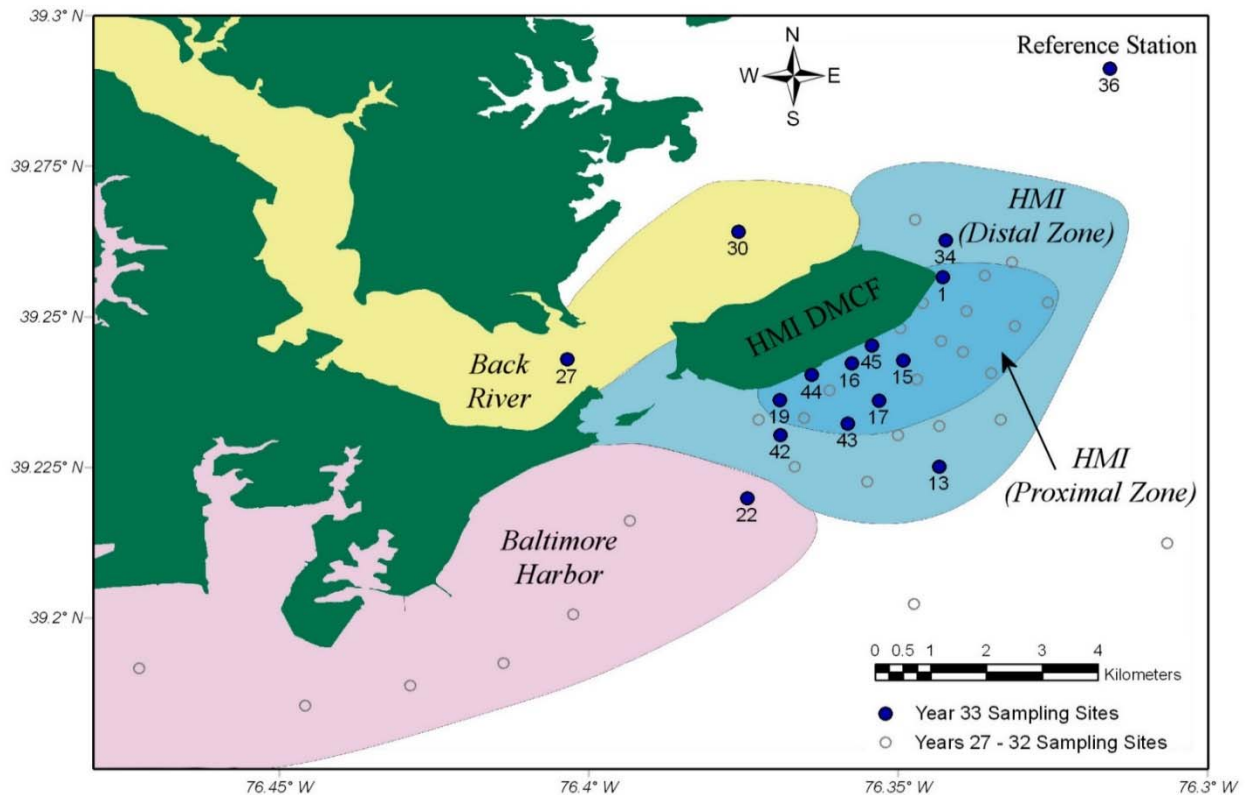 39.3° N
N
W
E
S
Reference Station
36
39.275° N
HMI
(Distal Zone)
30
34
1
39.25° N
HMI DMCF
Back
River
27
45
16
15
44
19
17
42
43
39.225° N
HMI
(Proximal Zone)
13
22
Baltimore
Harbor
39.2° N
0 0.5 1 2 3 4
Kilometers
Year 33 Sampling Sites
Years 27 - 32 Sampling Sites
76.45° W
76.4° W
76.35° W
76.3° W